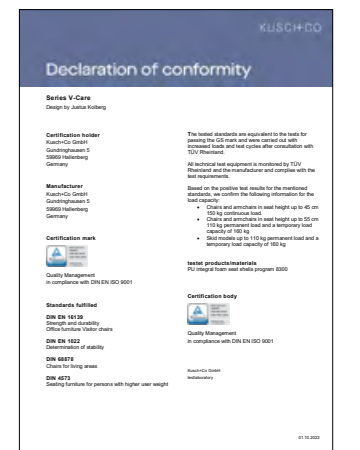 KUSCH+CO
Declaration of conformity
Series V-Care
Design by Justus Kolberg
Certification holder
Kusch+Co GmbH
Gundringhausen 5
59969 Hallenberg
Germany
Manufacturer
Kusch+Co GmbH
Gundringhausen 5
59969 Hallenberg
Germany
Certification mark
Quality Management
in compliance with DIN EN ISO 9001
Standards fulfilled
DIN EN 16139
Strength and durability
Office furniture Visitor chairs
DIN EN 1022
Determination of stability
DIN 68878
Chairs for living areas
DIN 4573
Seating furniture for persons with higher user weight
The tested standards are equivalent to the tests for
passing the GS mark and were carried out with
increased loads and test cycles after consultation with
TÜV Rheinland.
All technical test equipment is monitored by TÜV
Rheinland and the manufacturer and complies with the
test requirements.
Based on the positive test results for the mentioned
standards, we confirm the following information for the
load capacity:
• Chairs and armchairs in seat height up to 45 cm
150 kg continuous load.
• Chairs and armchairs in seat height up to 55 cm
110 kg permanent load and a temporary load
capacity of 160 kg
• Skid models up to 110 kg permanent load and a
temporary load capacity of 160 kg
testet products/materials
PU integral foam seat shells program 8300
Certification body
Quality Management
in compliance with DIN EN ISO 9001
Kusch+Co GmbH
testlaboratory
31.10.2022